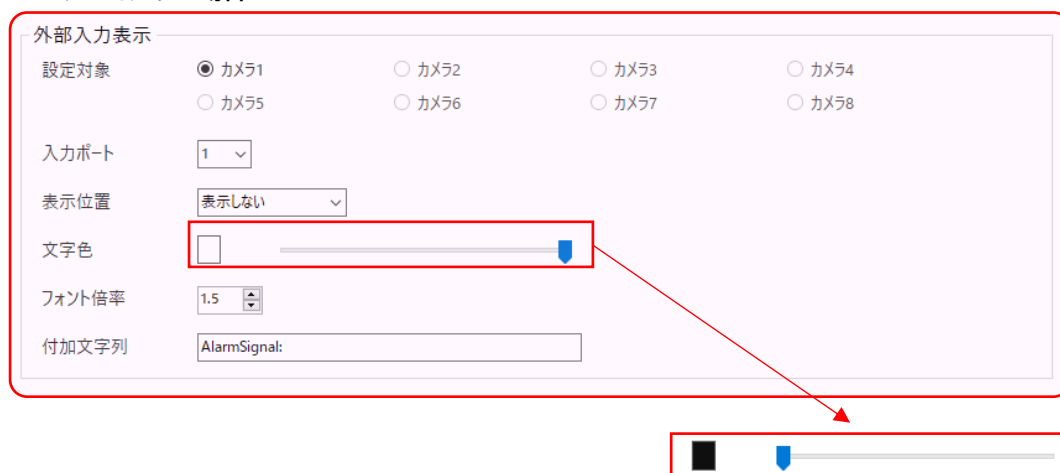 外部入力表示
設定対象 カメラ1 カメラ2 カメラ3 カメラ4
カメラ5 カメラ6 カメラ7 カメラ8
入力ポート 1
表示位置 表示しない
文字色
フォント倍率 1.5
付加文字列 AlarmSignal: